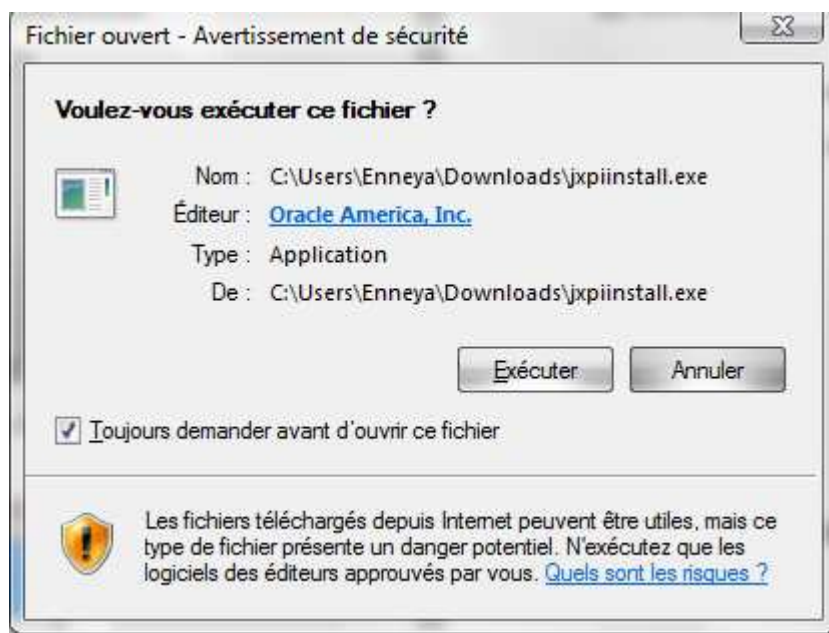 Fichier ouvert - Avertissement de sécurité
Voulez-vous exécuter ce fichier ?
Nom : C:\Users\Enneya\Downloads\jxpiinstall.exe
Éditeur : Oracle America, Inc.
Type : Application
De : C:\Users\Enneya\Downloads\jxpiinstall.exe
Exécuter Annuler
Toujours demander avant d'ouvrir ce fichier
Les fichiers téléchargés depuis Internet peuvent être utiles, mais ce
type de fichier présente un danger potentiel. N'exécutez que les
logiciels des éditeurs approuvés par vous. Quels sont les risques ?